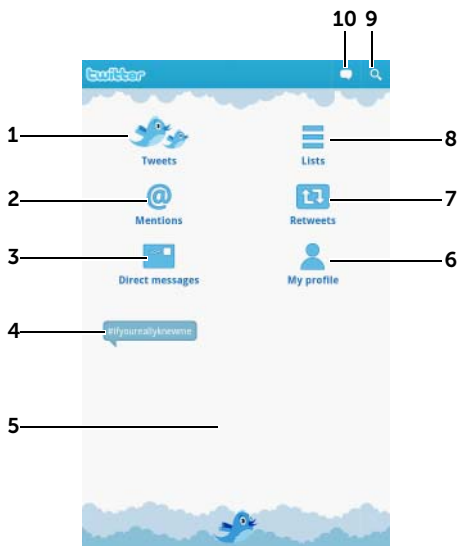 10 9
twitter
1 8
Tweets Lists
2 @ 7
Mentions Retweets
3 6
Direct messages My profile
4 #ifyoureallyknewme
5